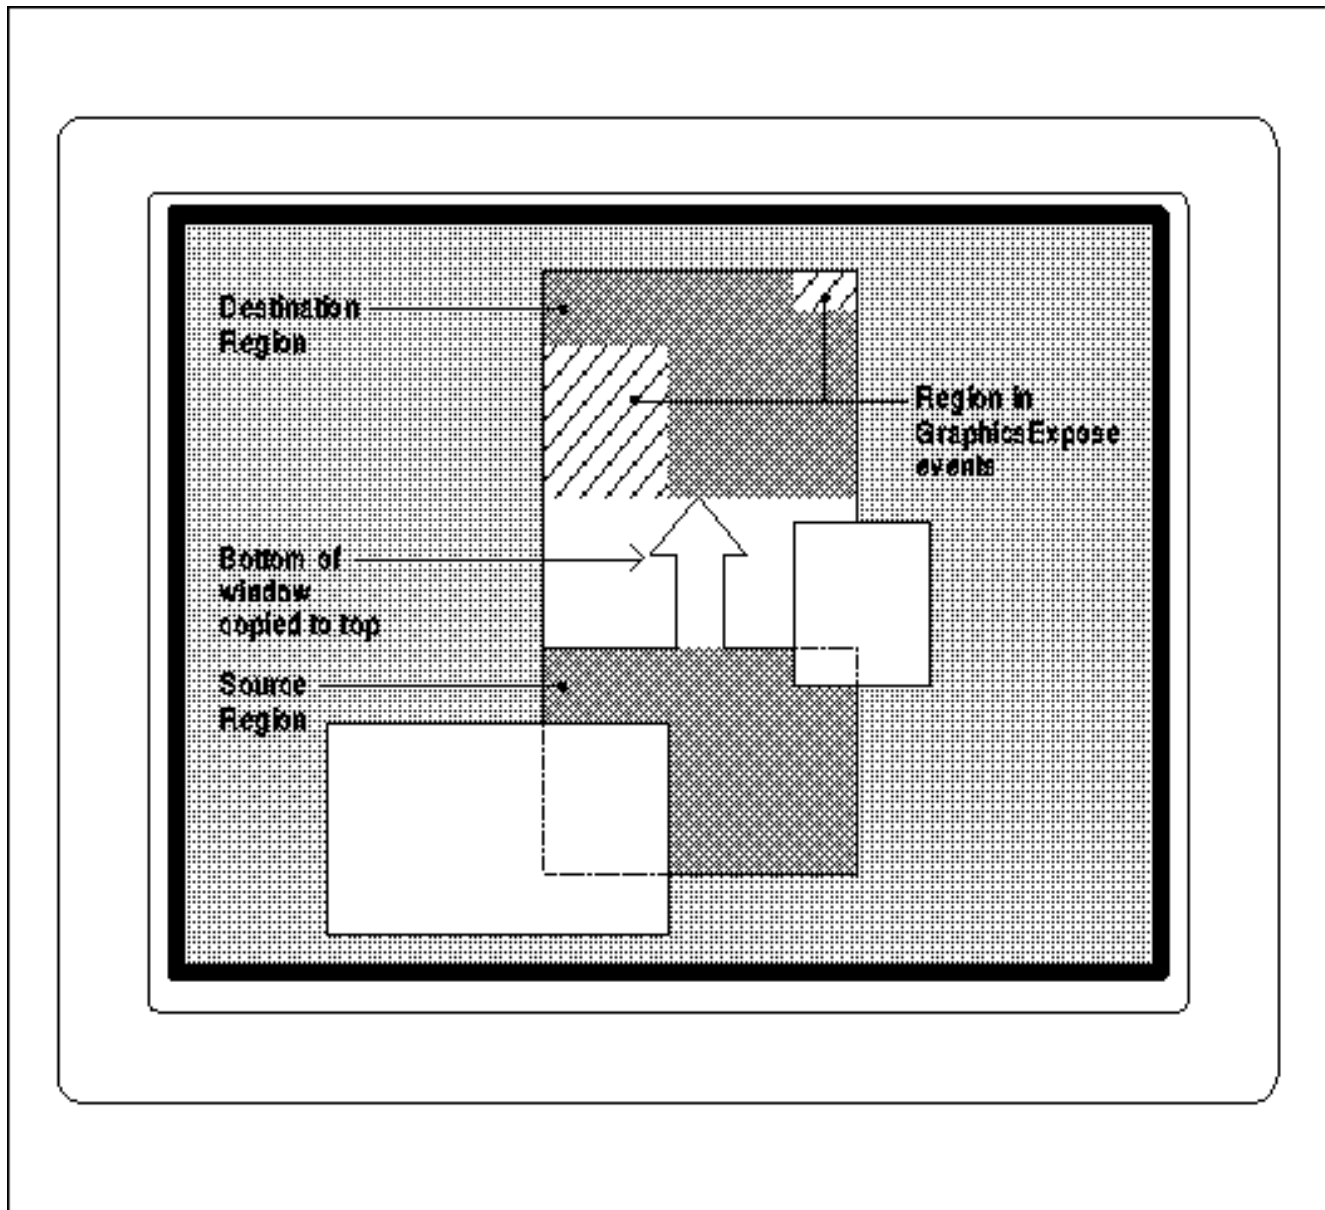 Destination
Region
Region in
GraphicsExpose
events
Bottom of
window
copied to top
Source
Region